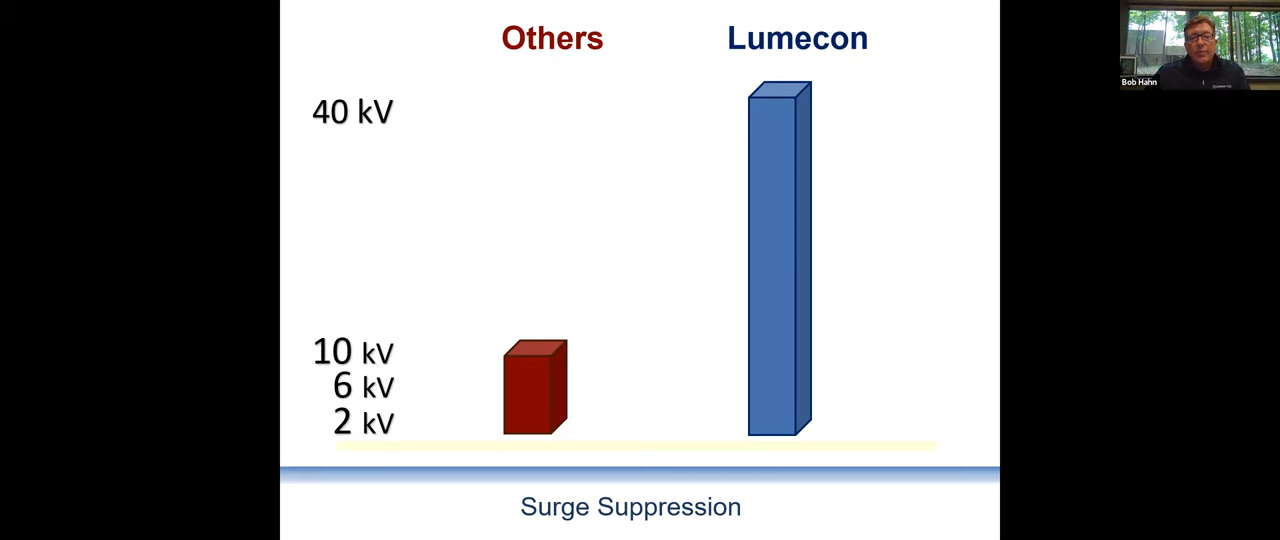 Others
Lumecon
40 kV
10 kV
6 kV
2 kV
Surge Suppression
Bob Hahn